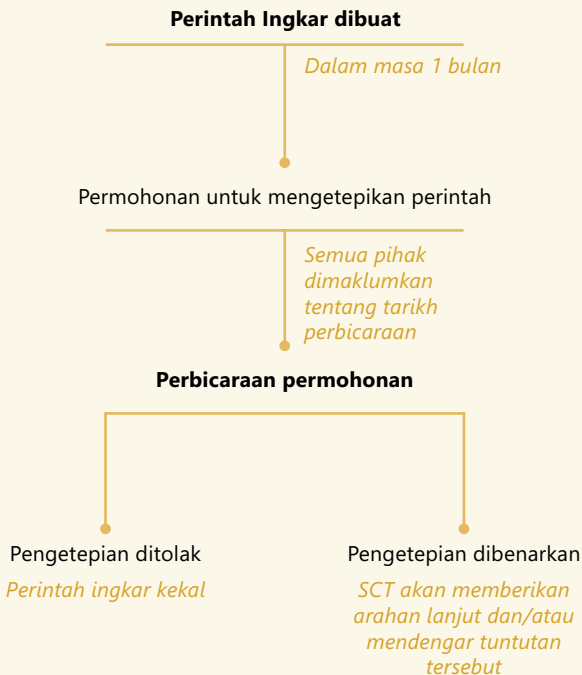 Perintah Ingkar dibuat
Dalam masa 1 bulan
Permohonan untuk mengetepikan perintah
Semua pihak
dimaklumkan
tentang tarikh
perbicaraan
Perbicaraan permohonan
Pengetepian ditolak
Perintah ingkar kekal
Pengetepian dibenarkan
SCT akan memberikan
arahan lanjut dan/atau
mendengar tuntutan
tersebut